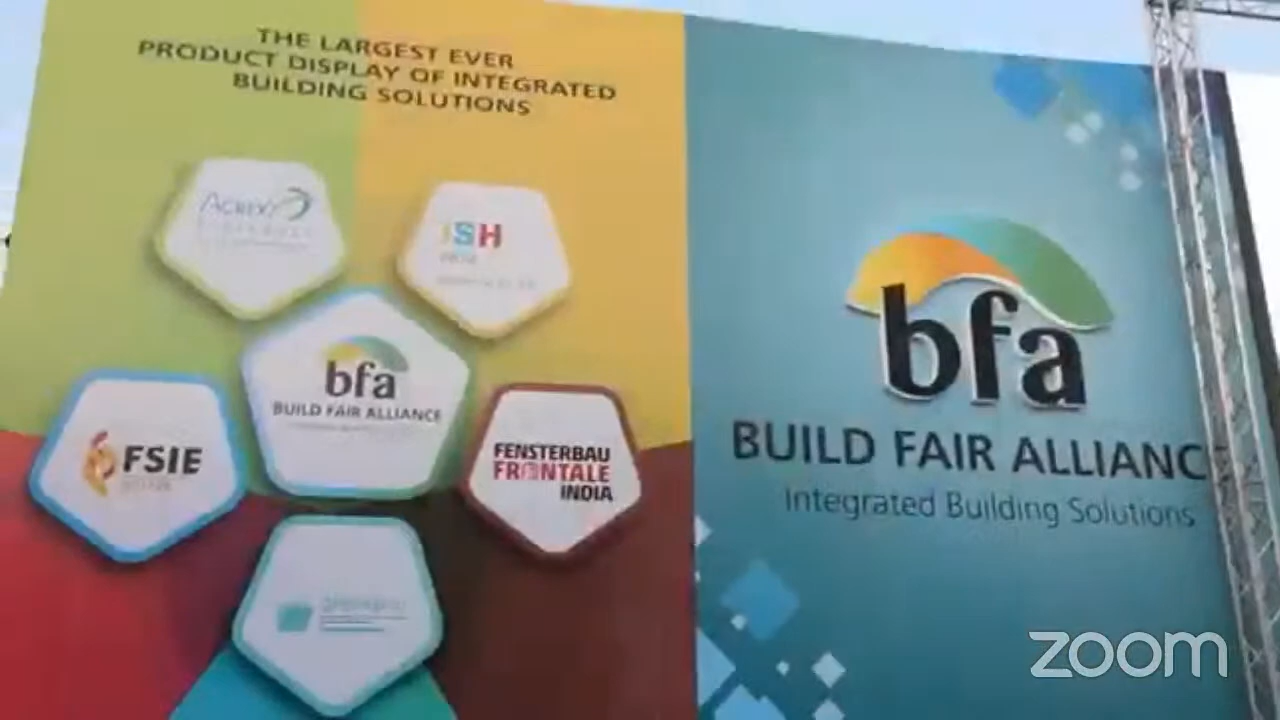 THE LARGEST EVER
PRODUCT DISPLAY OF INTEGRATED
BUILDING SOLUTIONS
ACREX
ISH
bfa
BUILD FAIR ALLIANCE
FSIE
FENSTERBAU
FRONTALE
INDIA
bfa
BUILD FAIR ALLIANC
Integrated Building Solutions
zoom